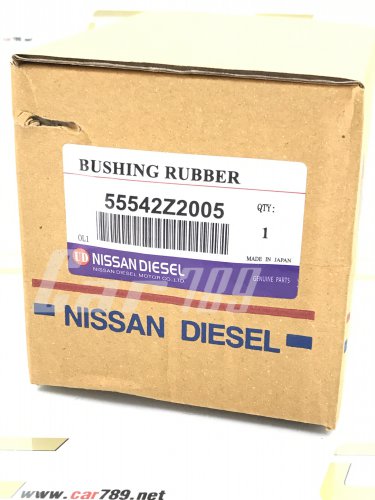 BUSHING RUBBER
55542Z2005
QTY:
1
OL1
MADE IN JAPAN
UD NISSAN DIESEL
NISSAN DIESEL MOTOR CO.,LTD.
GENUINE PARTS
Car789
NISSAN DIESEL
www.car789.net